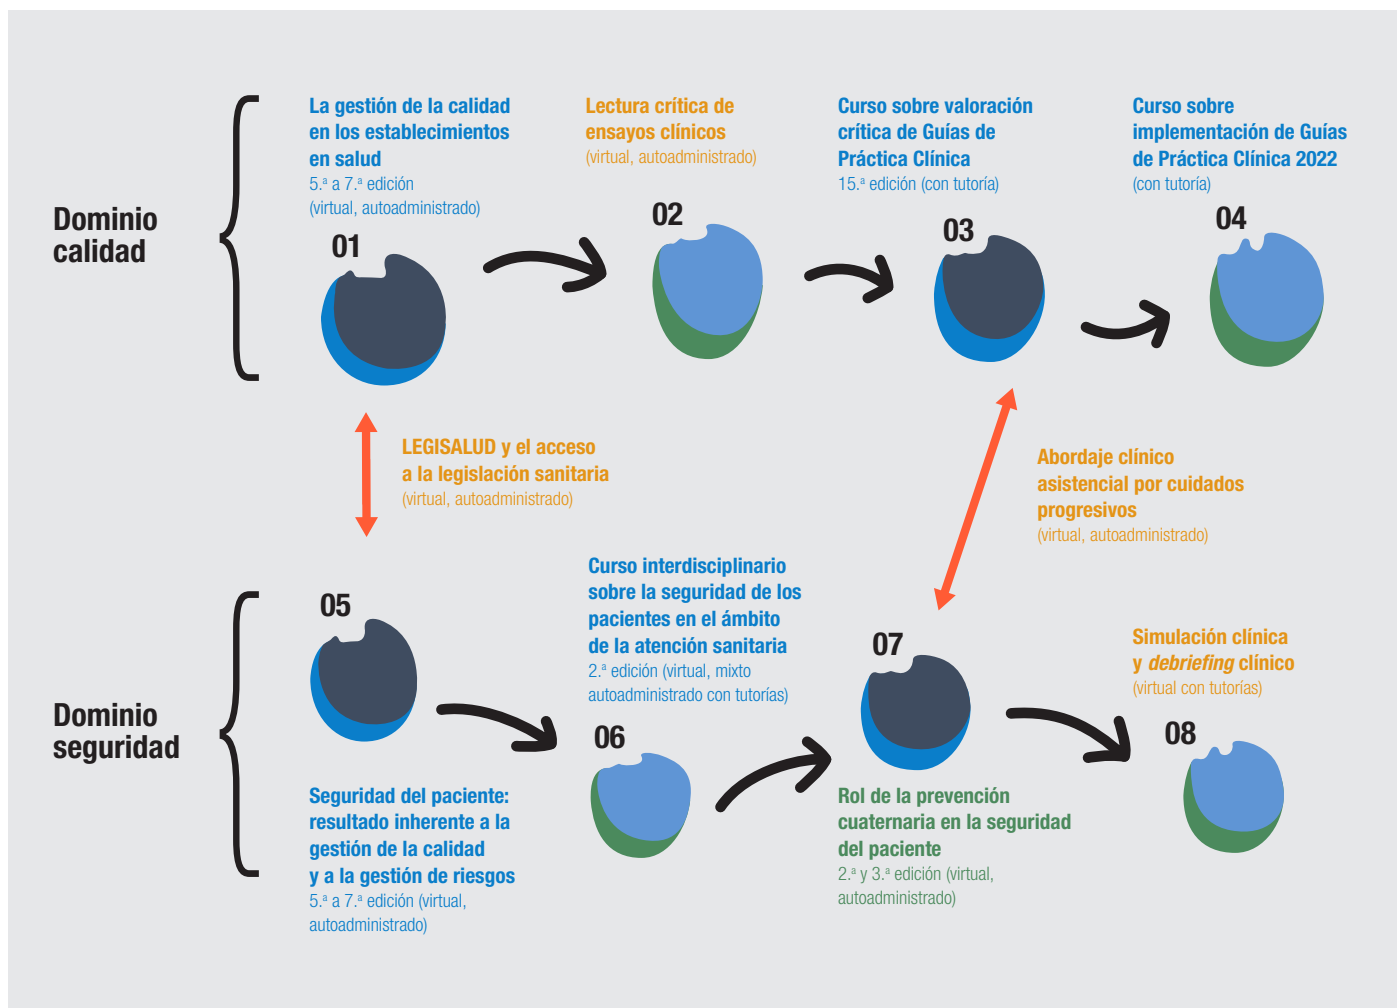 Dominio
calidad
La gestión de la calidad
en los establecimientos
en salud
5.ª a 7.ª edición
(virtual, autoadministrado)
01
Lectura crítica de
ensayos clínicos
(virtual, autoadministrado)
02
Curso sobre valoración
crítica de Guías de
Práctica Clínica
15.ª edición (con tutoría)
03
Curso sobre
implementación de Guías
de Práctica Clínica 2022
(con tutoría)
04
LEGISALUD y el acceso
a la legislación sanitaria
(virtual, autoadministrado)
Abordaje clínico
asistencial por cuidados
progresivos
(virtual, autoadministrado)
Dominio
seguridad
05
Seguridad del paciente:
resultado inherente a la
gestión de la calidad
y a la gestión de riesgos
5.ª a 7.ª edición (virtual,
autoadministrado)
Curso interdisciplinario
sobre la seguridad de los
pacientes en el ámbito
de la atención sanitaria
2.ª edición (virtual, mixto
autoadministrado con tutorías)
06
07
Rol de la prevención
cuaternaria en la seguridad
del paciente
2.ª y 3.ª edición (virtual,
autoadministrado)
Simulación clínica
y debriefing clínico
(virtual con tutorías)
08